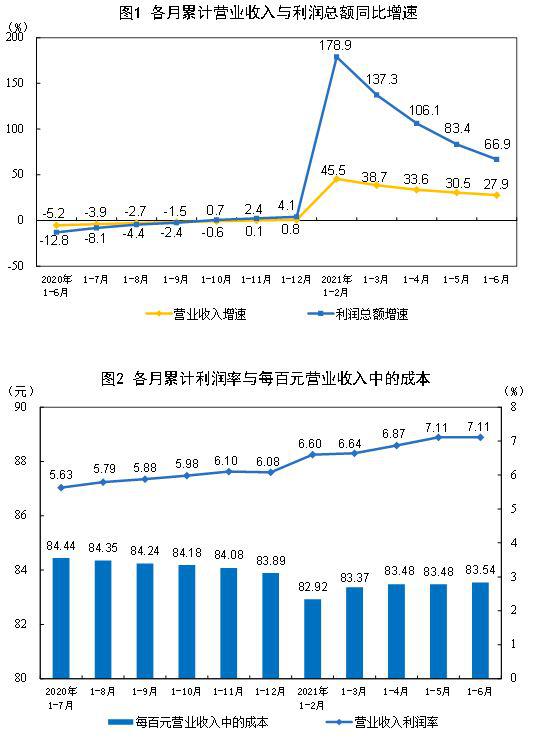 图1 各月累计营业收入与利润总额同比增速
(%)
200
150
100
50
0
-50
178.9
137.3
106.1
83.4
66.9
45.5 38.7 33.6 30.5 27.9
-5.2 -3.9 -2.7 -1.5 0.7 2.4 4.1
-12.8 -8.1 -4.4 -2.4 -0.6 0.1 0.8
2020年 1-7月 1-8月 1-9月 1-10月 1-11月 1-12月 2021年 1-3月 1-4月 1-5月 1-6月
1-6月 1-2月
营业收入增速 利润总额增速
图2 各月累计利润率与每百元营业收入中的成本
(元) (%)
90 8
88 7
86 6
84 5
82 4
80 3
2
1
0
5.63 5.79 5.88 5.98 6.10 6.08 6.60 6.64 6.87 7.11 7.11
84.44 84.35 84.24 84.18 84.08 83.89 82.92 83.37 83.48 83.48 83.54
2020年 1-8月 1-9月 1-10月 1-11月 1-12月 2021年 1-3月 1-4月 1-5月 1-6月
1-7月 1-2月
每百元营业收入中的成本 营业收入利润率